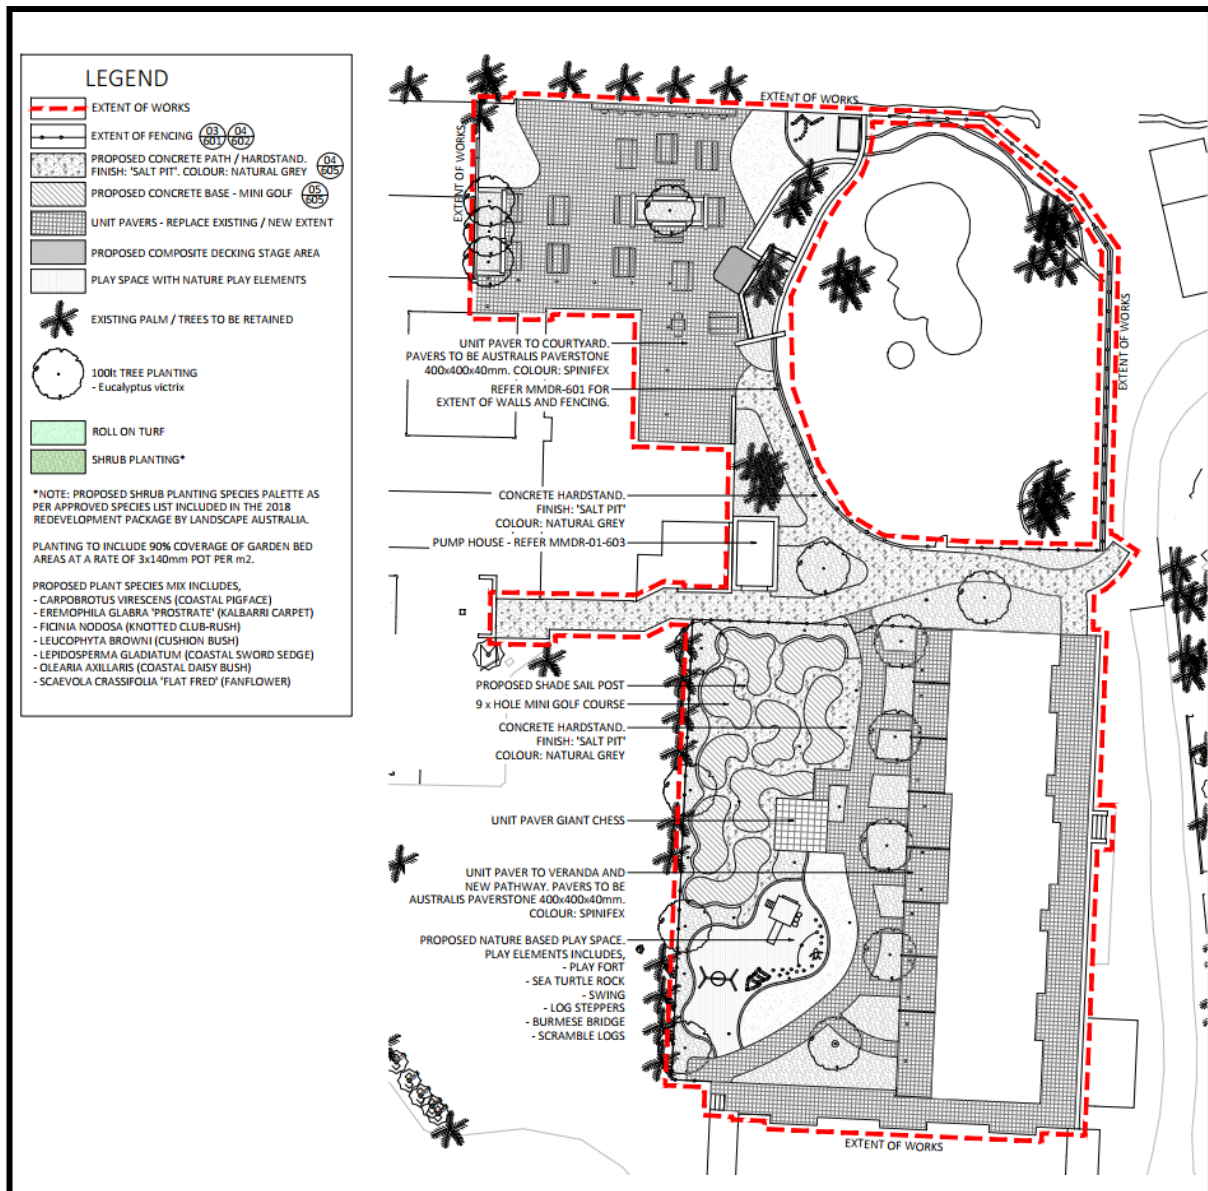 LEGEND
EXTENT OF WORKS
EXTENT OF FENCING
03
601
04
602
PROPOSED CONCRETE PATH / HARDSTAND.
FINISH: 'SALT PIT'. COLOUR: NATURAL GREY
04
605
PROPOSED CONCRETE BASE - MINI GOLF
05
605
UNIT PAVERS - REPLACE EXISTING / NEW EXTENT
PROPOSED COMPOSITE DECKING STAGE AREA
PLAY SPACE WITH NATURE PLAY ELEMENTS
EXISTING PALM / TREES TO BE RETAINED
100lt TREE PLANTING
- Eucalyptus victrix
ROLL ON TURF
SHRUB PLANTING*
*NOTE: PROPOSED SHRUB PLANTING SPECIES PALETTE AS
PER APPROVED SPECIES LIST INCLUDED IN THE 2018
REDEVELOPMENT PACKAGE BY LANDSCAPE AUSTRALIA.
PLANTING TO INCLUDE 90% COVERAGE OF GARDEN BED
AREAS AT A RATE OF 3x140mm POT PER m2.
PROPOSED PLANT SPECIES MIX INCLUDES,
- CARPOBROTUS VIRESCENS (COASTAL PIGFACE)
- EREMOPHILA GLABRA 'PROSTRATE' (KALBARRI CARPET)
- FICINIA NODOSA (KNOTTED CLUB-RUSH)
- LEUCOPHYTA BROWNI (CUSHION BUSH)
- LEPIDOSPERMA GLADIATUM (COASTAL SWORD SEDGE)
- OLEARIA AXILLARIS (COASTAL DAISY BUSH)
- SCAEVOLA CRASSIFOLIA 'FLAT FRED' (FANFLOWER)
EXTENT OF WORKS
EXTENT OF WORKS
EXTENT OF WORKS
UNIT PAVER TO COURTYARD.
PAVERS TO BE AUSTRALIS PAVERSTONE
400x400x40mm. COLOUR: SPINIFEX
REFER MMDR-601 FOR
EXTENT OF WALLS AND FENCING.
CONCRETE HARDSTAND.
FINISH: 'SALT PIT'
COLOUR: NATURAL GREY
PUMP HOUSE - REFER MMDR-01-603
PROPOSED SHADE SAIL POST
9 x HOLE MINI GOLF COURSE
CONCRETE HARDSTAND.
FINISH: 'SALT PIT'
COLOUR: NATURAL GREY
UNIT PAVER GIANT CHESS
UNIT PAVER TO VERANDA AND
NEW PATHWAY. PAVERS TO BE
AUSTRALIS PAVERSTONE 400x400x40mm.
COLOUR: SPINIFEX
PROPOSED NATURE BASED PLAY SPACE.
PLAY ELEMENTS INCLUDES,
- PLAY FORT
- SEA TURTLE ROCK
- SWING
- LOG STEPPERS
- BURMESE BRIDGE
- SCRAMBLE LOGS
EXTENT OF WORKS